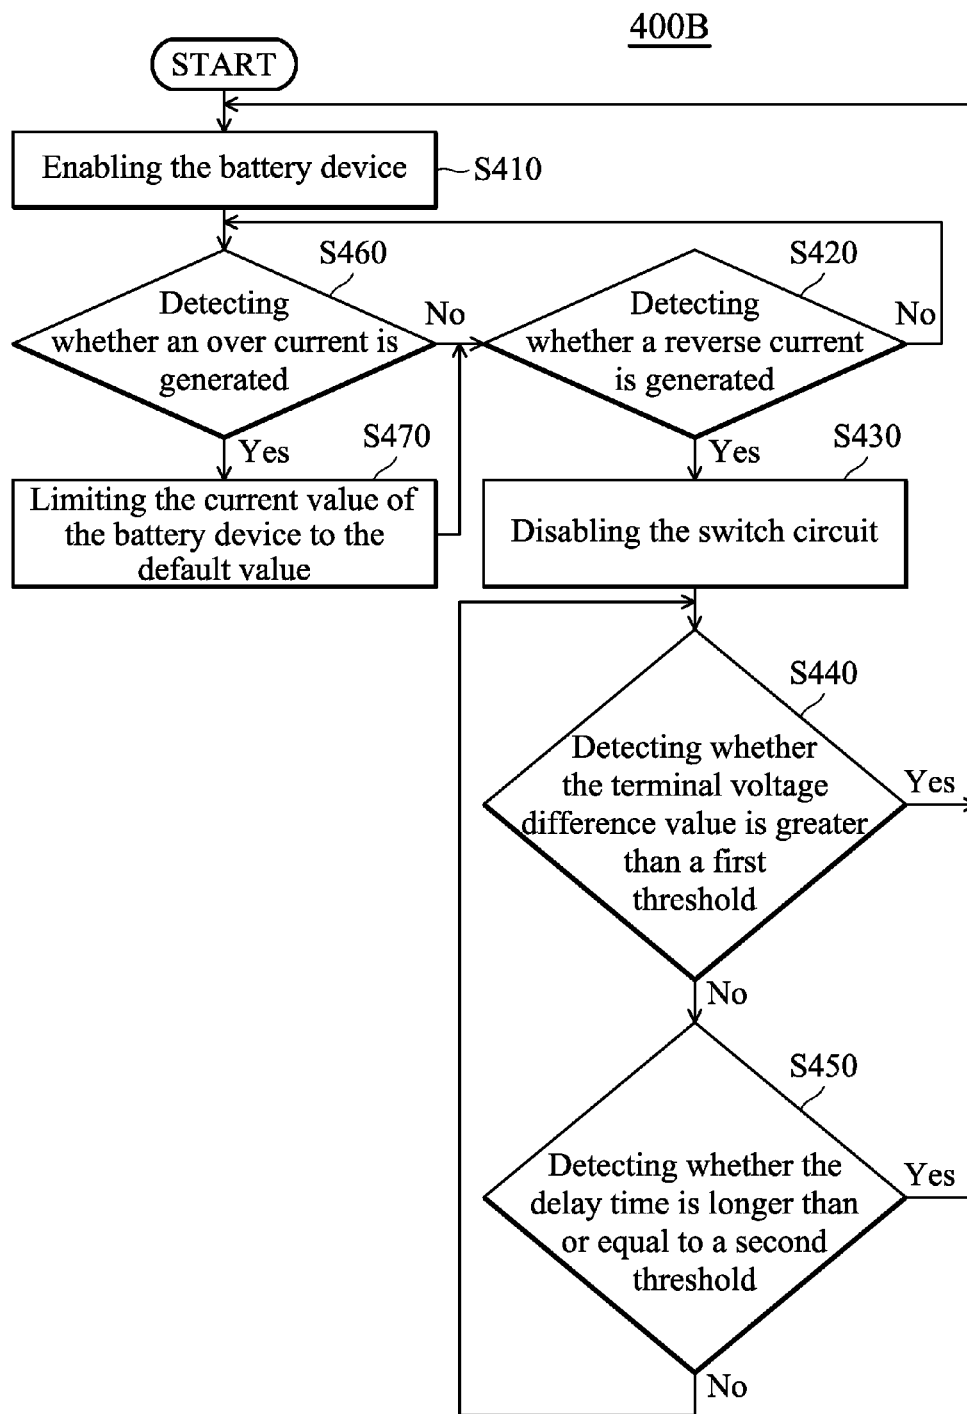 400B
START
Enabling the battery device
S410
S460
Detecting
whether an over current is
generated
No
Yes
S420
Detecting
whether a reverse current
is generated
No
Yes
S470
Limiting the current value of
the battery device to the
default value
S430
Disabling the switch circuit
S440
Detecting whether
the terminal voltage
difference value is greater
than a first
threshold
Yes
No
S450
Detecting whether the
delay time is longer than
or equal to a second
threshold
Yes
No